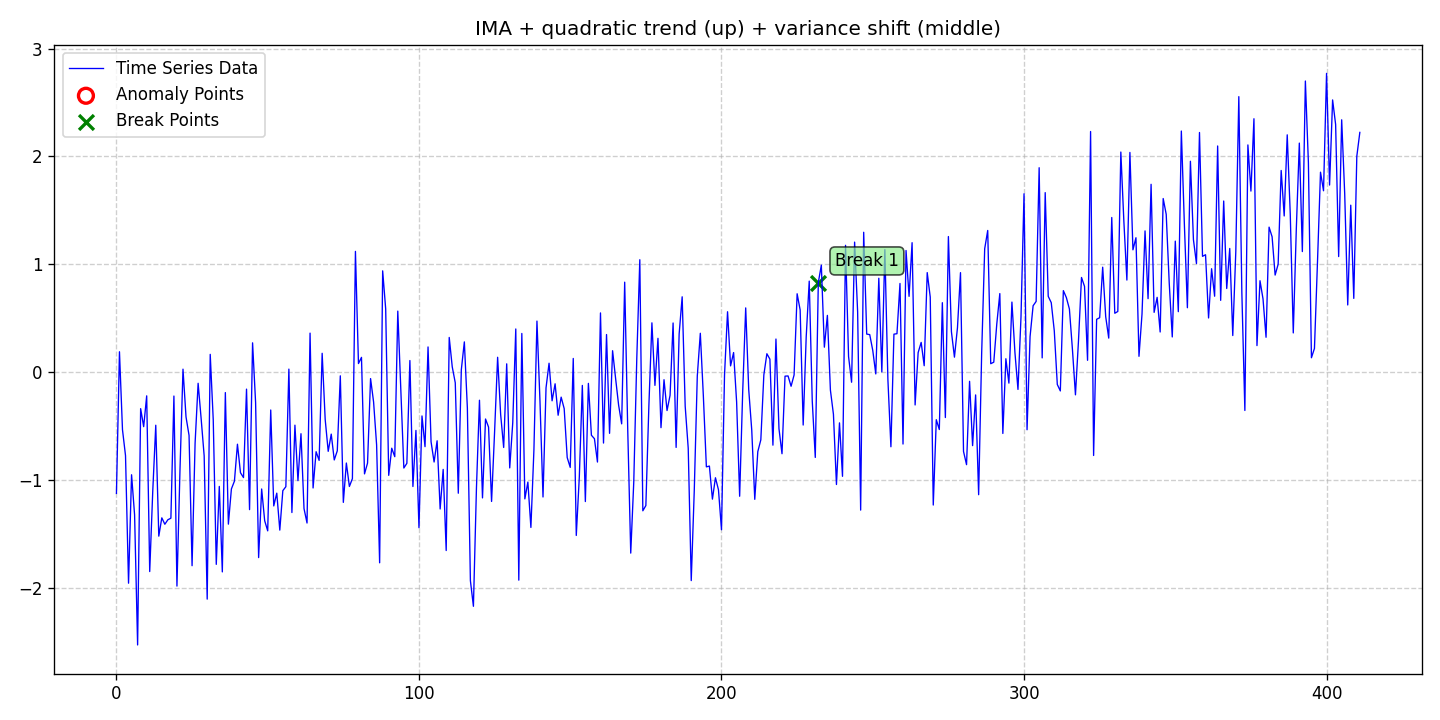 IMA + quadratic trend (up) + variance shift (middle)
Time Series Data
Anomaly Points
Break Points
Break 1
3
2
1
0
−1
−2
0
100
200
300
400